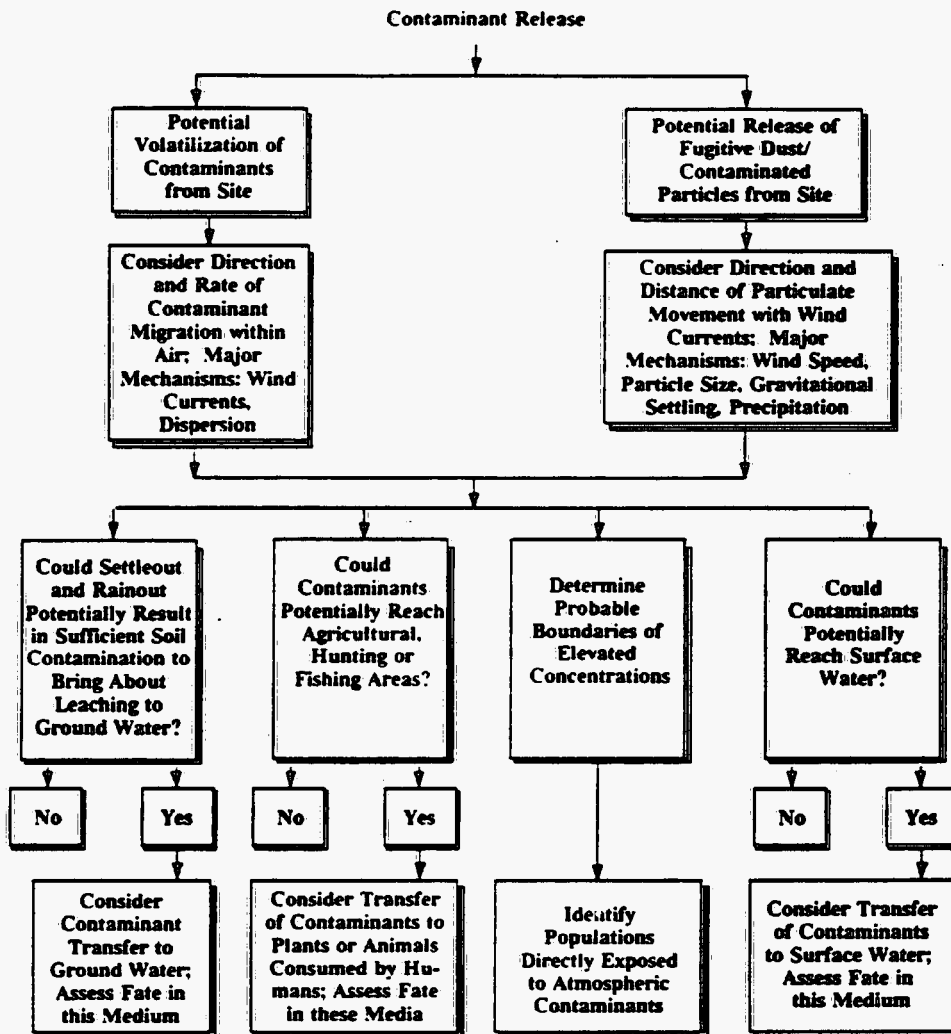 Contaminant Release
Potential
Volatilization of
Contaminants
from Site
Potential Release of
Fugitive Dust/
Contaminated
Particles from Site
Consider Direction
and Rate of
Contaminant
Migration within
Air; Major
Mechanisms: Wind
Currents,
Dispersion
Consider Direction and
Distance of Particulate
Movement with Wind
Currents; Major
Mechanisms: Wind Speed,
Particle Size, Gravitational
Settling, Precipitation
Could Settleout
and Rainout
Potentially Result
in Sufficient Soil
Contamination to
Bring About
Leaching to
Ground Water?
Could
Contaminants
Potentially Reach
Agricultural,
Hunting or
Fishing Areas?
Determine
Probable
Boundaries of
Elevated
Concentrations
Could
Contaminants
Potentially
Reach Surface
Water?
No
Yes
No
Yes
No
Yes
Consider
Contaminant
Transfer to
Ground Water;
Assess Fate in
this Medium
Consider Transfer
of Contaminants to
Plants or Animals
Consumed by Hu-
mans; Assess Fate
in these Media
Identify
Populations
Directly Exposed
to Atmospheric
Contaminants
Consider Transfer
of Contaminants
to Surface Water;
Assess Fate in
this Medium